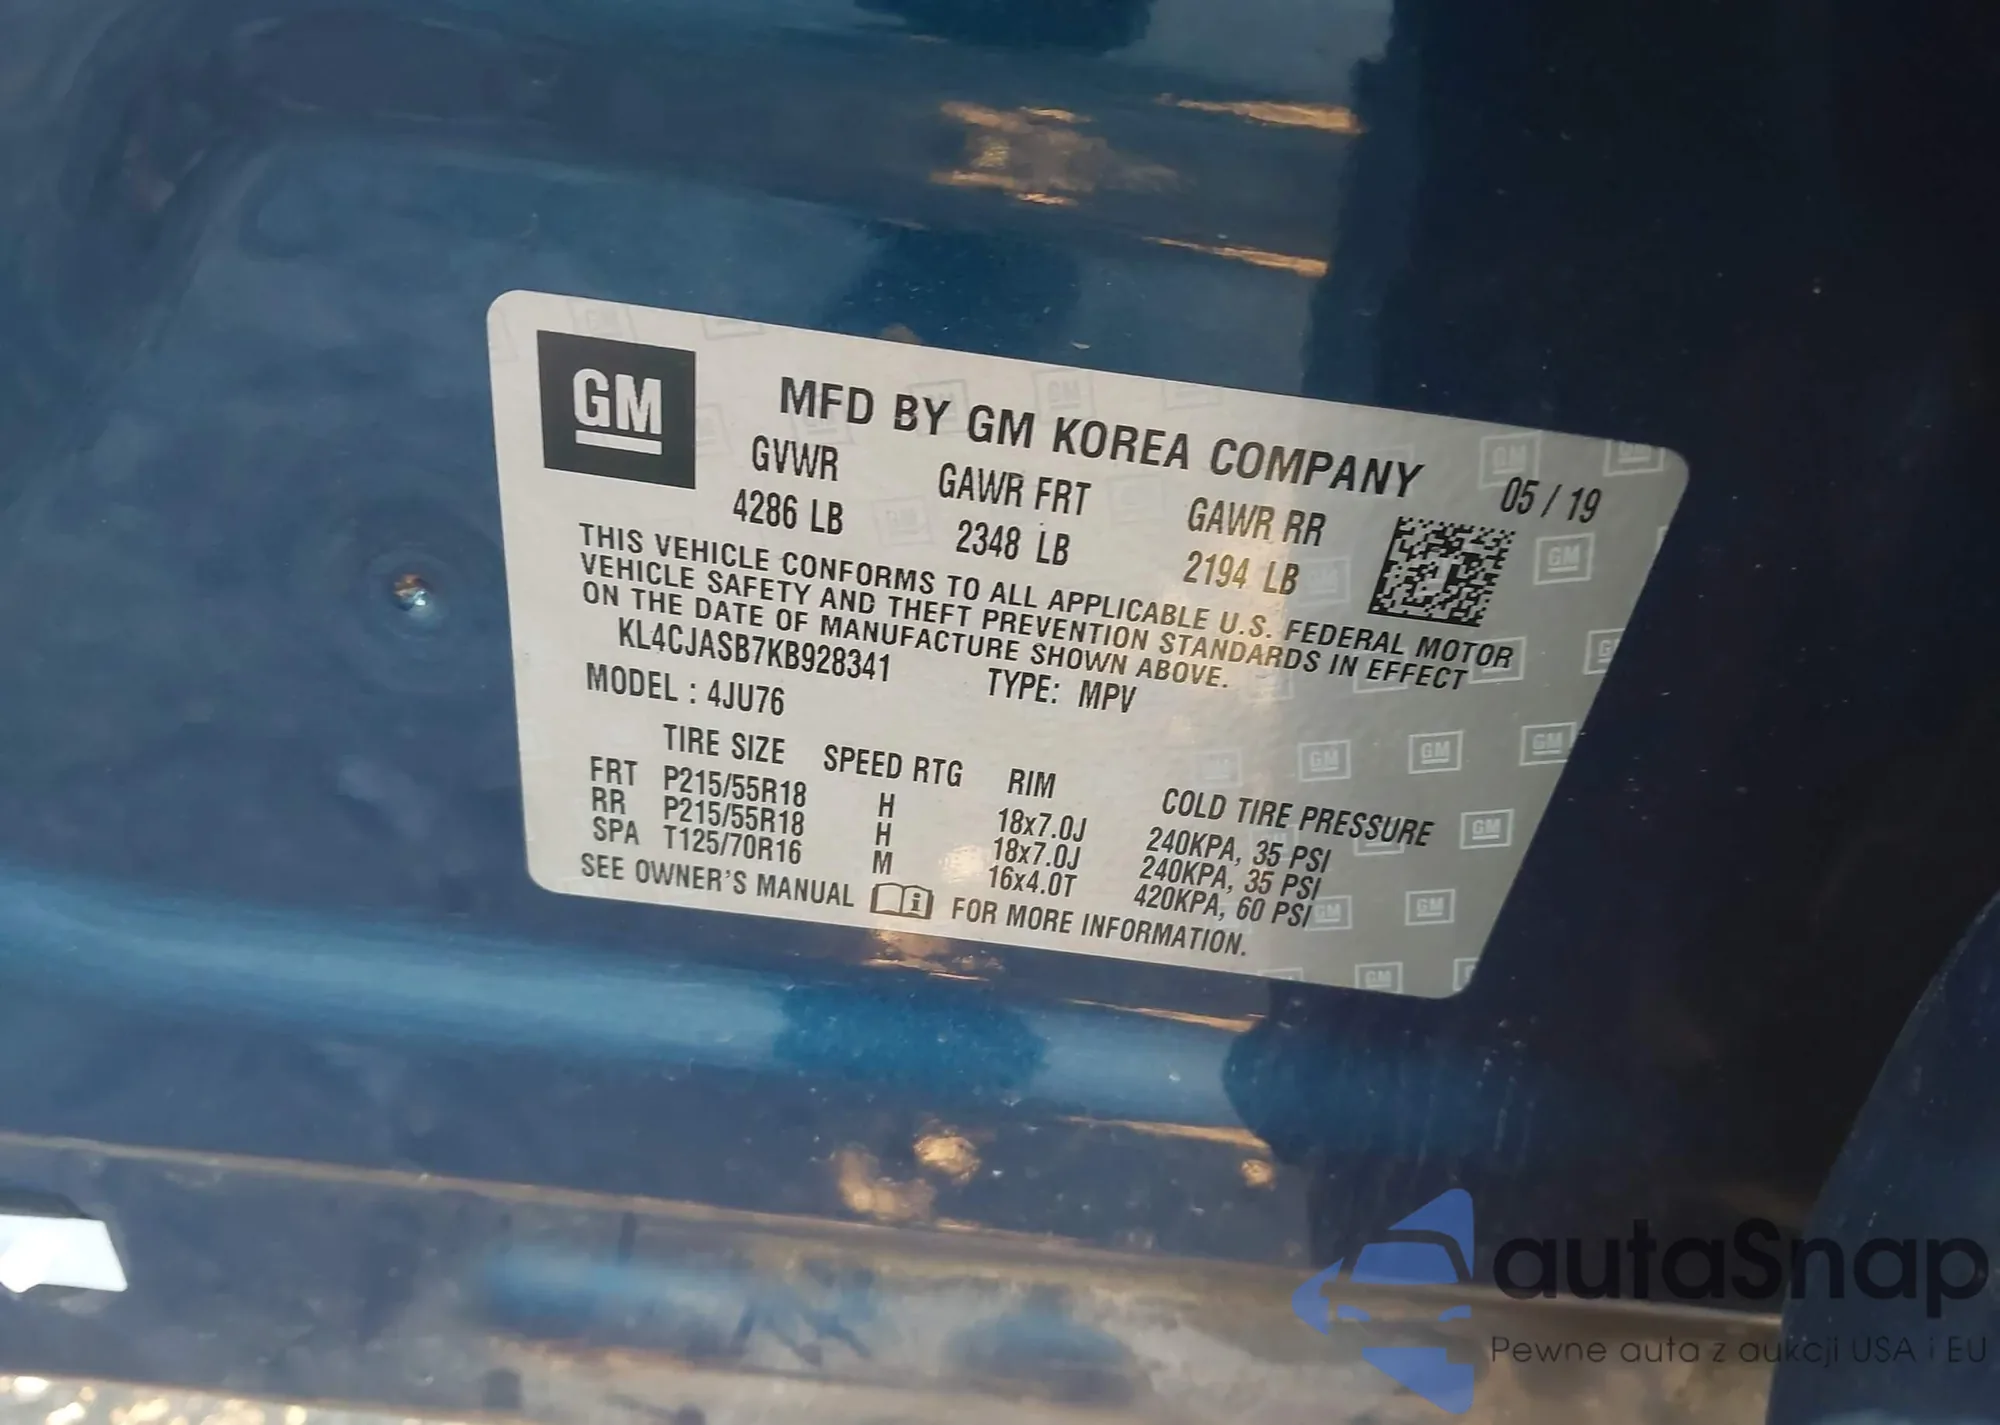 GM
MFD BY GM KOREA COMPANY
05 / 19
GVWR GAWR FRT GAWR RR
4286 LB 2348 LB 2194 LB
THIS VEHICLE CONFORMS TO ALL APPLICABLE U.S. FEDERAL MOTOR
VEHICLE SAFETY AND THEFT PREVENTION STANDARDS IN EFFECT
ON THE DATE OF MANUFACTURE SHOWN ABOVE.
KL4CJASB7KB928341 TYPE: MPV
MODEL : 4JU76
TIRE SIZE SPEED RTG RIM COLD TIRE PRESSURE
FRT P215/55R18 H 18x7.0J 240KPA, 35 PSI
RR P215/55R18 H 18x7.0J 240KPA, 35 PSI
SPA T125/70R16 M 16x4.0T 420KPA, 60 PSI
SEE OWNER'S MANUAL FOR MORE INFORMATION.
autaSnap
Pewne auta z aukcji USA i EU